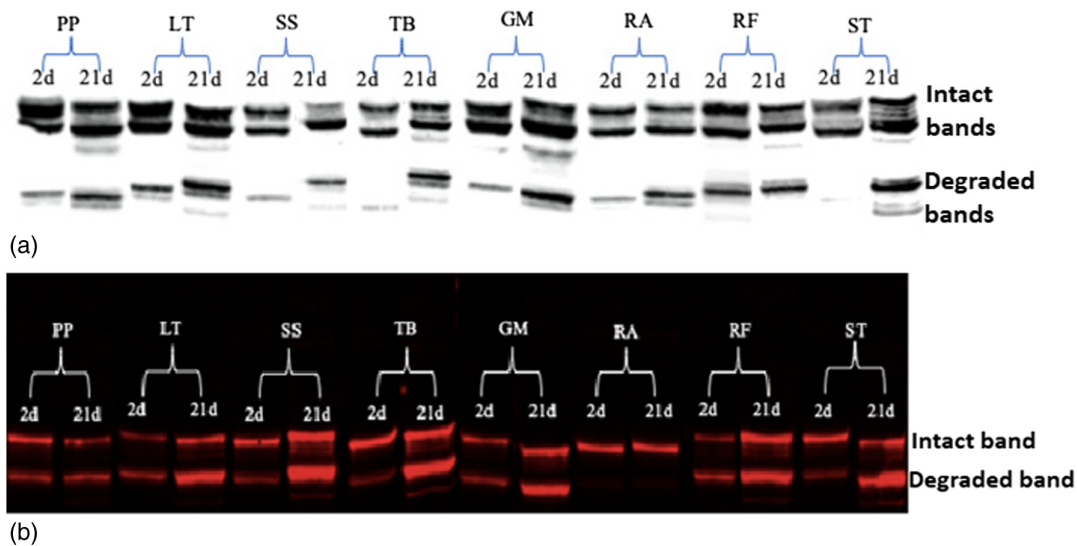 PP LT SS TB GM RA RF ST
2d 21d 2d 21d 2d 21d 2d 21d 2d 21d 2d 21d 2d 21d 2d 21d
Intact
bands
Degraded
bands
(a)
PP LT SS TB GM RA RF ST
2d 21d 2d 21d 2d 21d 2d 21d 2d 21d 2d 21d 2d 21d 2d 21d
Intact band
Degraded band
(b)